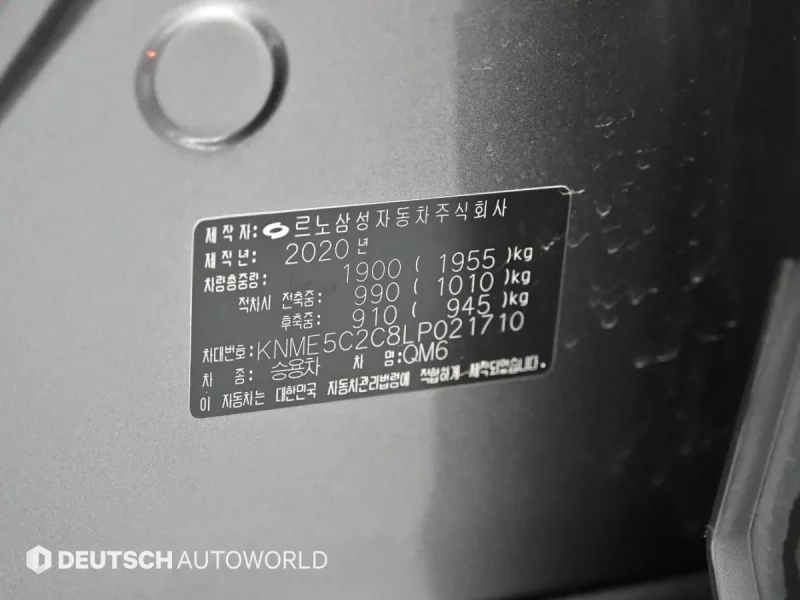 제 작 자: 르노삼성자동차주식회사
제 작 년: 2020 년
차량총중량: 1900 ( 1955 )kg
적차시 전축중: 990 ( 1010 )kg
후축중: 910 ( 945 )kg
차대번호: KNME5C2C8LP021710
차 종: 승용차 차 명: QM6
이 자동차는 대한민국 자동차관리법령에 적합하게 제작되었습니다.
DEUTSCH AUTOWORLD